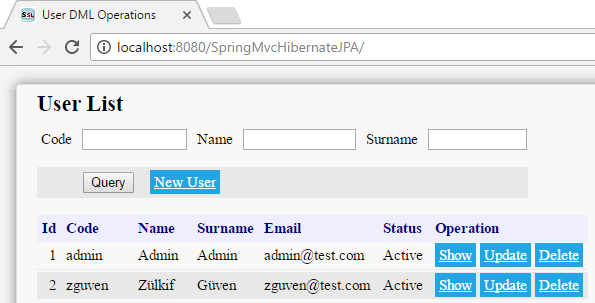 User DML Operations
localhost:8080/SpringMvcHibernateJPA/
User List
Code Name Surname
Query New User
Id Code Name Surname Email Status Operation
1 admin Admin Admin admin@test.com Active Show Update Delete
2 zguven Zülkif Güven zguven@test.com Active Show Update Delete